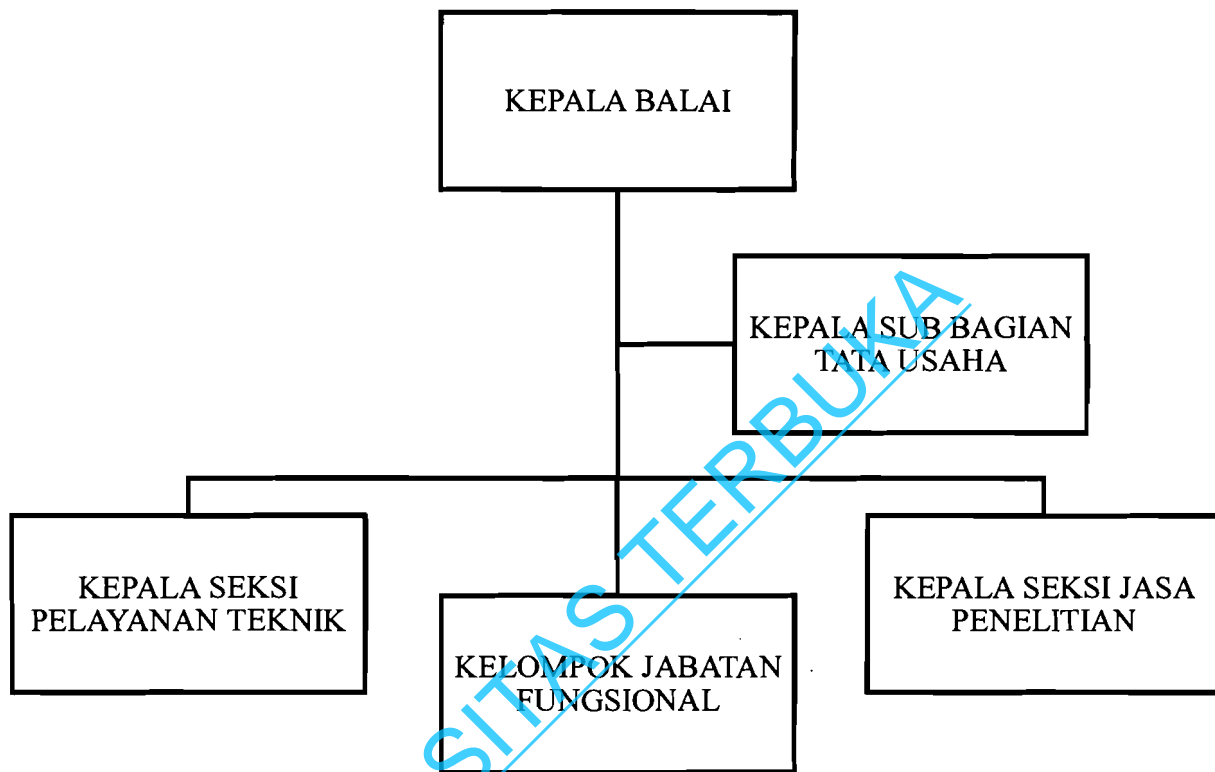 KEPALA BALAI
KEPALA SUB BAGIAN
TATA USAHA
KEPALA SEKSI
PELAYANAN TEKNIK
KEPALA SEKSI JASA
PENELITIAN
KELOMPOK JABATAN
FUNGSIONAL
SITAS TERBUKA